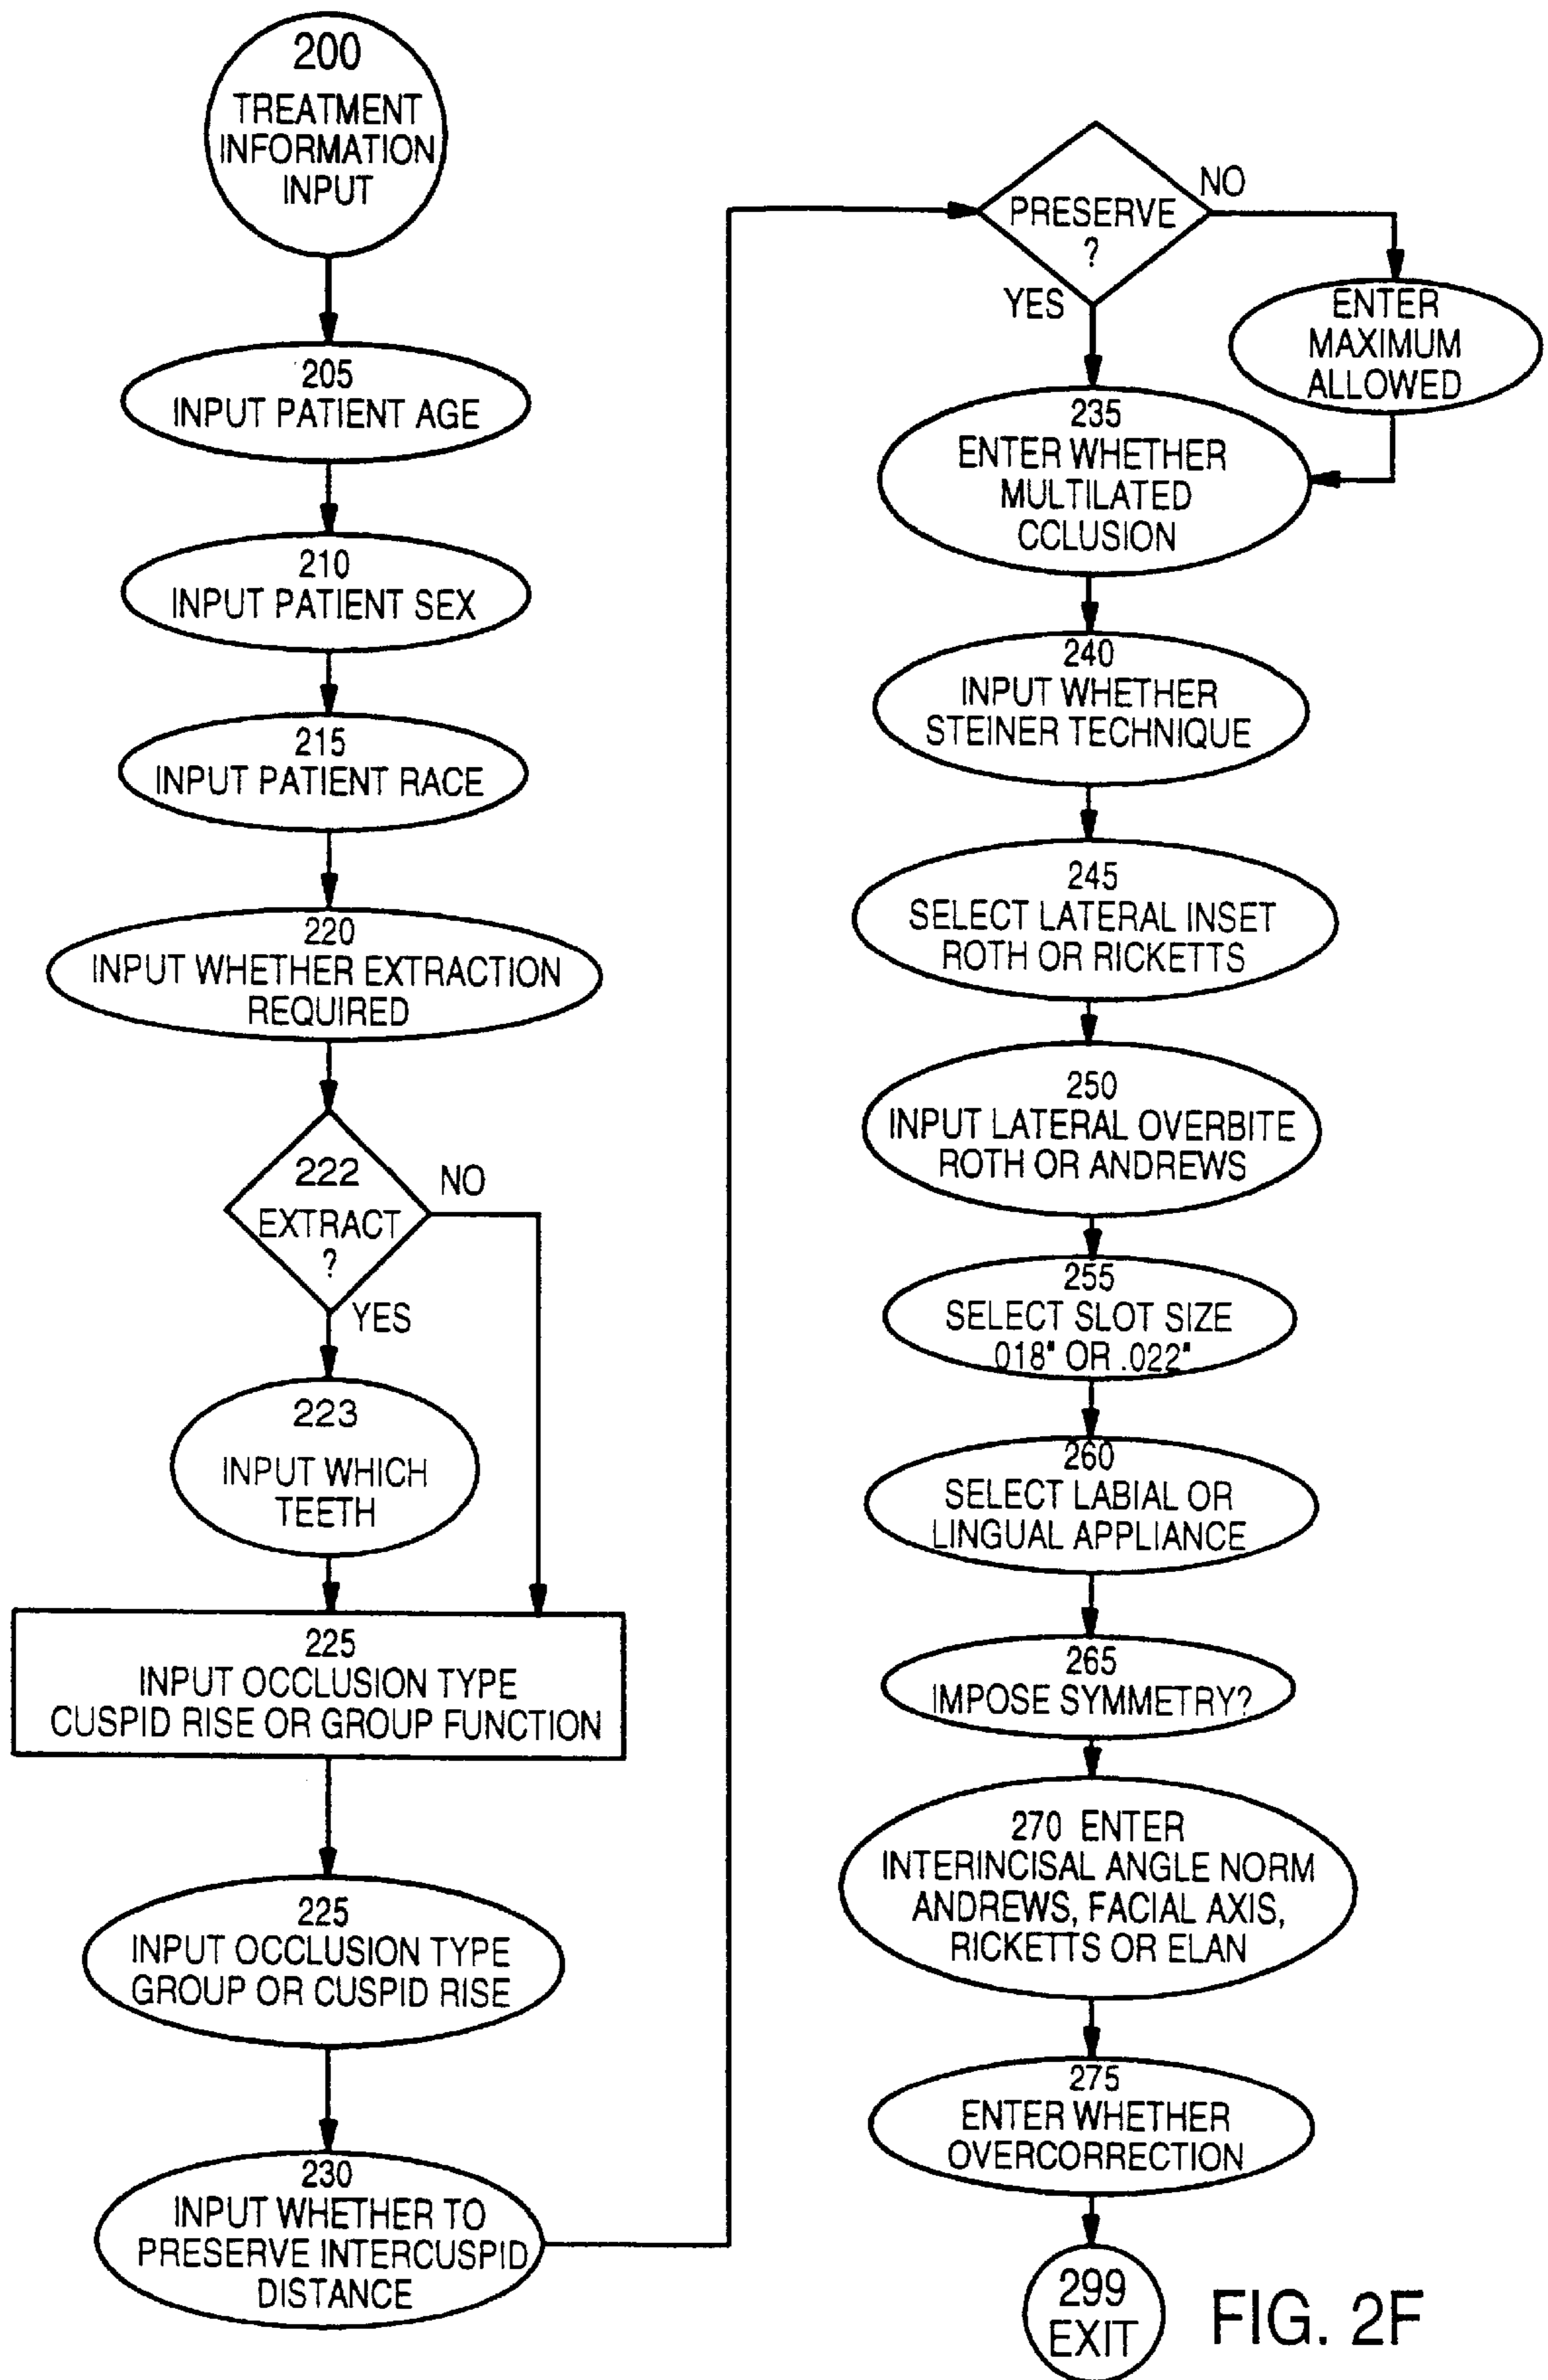 200
TREATMENT
INFORMATION
INPUT
205
INPUT PATIENT AGE
210
INPUT PATIENT SEX
215
INPUT PATIENT RACE
220
INPUT WHETHER EXTRACTION
REQUIRED
222
EXTRACT
?
NO
YES
223
INPUT WHICH
TEETH
225
INPUT OCCLUSION TYPE
CUSPID RISE OR GROUP FUNCTION
225
INPUT OCCLUSION TYPE
GROUP OR CUSPID RISE
230
INPUT WHETHER TO
PRESERVE INTERCUSPID
DISTANCE
PRESERVE
?
NO
YES
ENTER
MAXIMUM
ALLOWED
235
ENTER WHETHER
MULTILATED
CCLUSION
240
INPUT WHETHER
STEINER TECHNIQUE
245
SELECT LATERAL INSET
ROTH OR RICKETTS
250
INPUT LATERAL OVERBITE
ROTH OR ANDREWS
255
SELECT SLOT SIZE
.018" OR .022"
260
SELECT LABIAL OR
LINGUAL APPLIANCE
265
IMPOSE SYMMETRY?
270 ENTER
INTERINCISAL ANGLE NORM
ANDREWS, FACIAL AXIS,
RICKETTS OR ELAN
275
ENTER WHETHER
OVERCORRECTION
299
EXIT
FIG. 2F